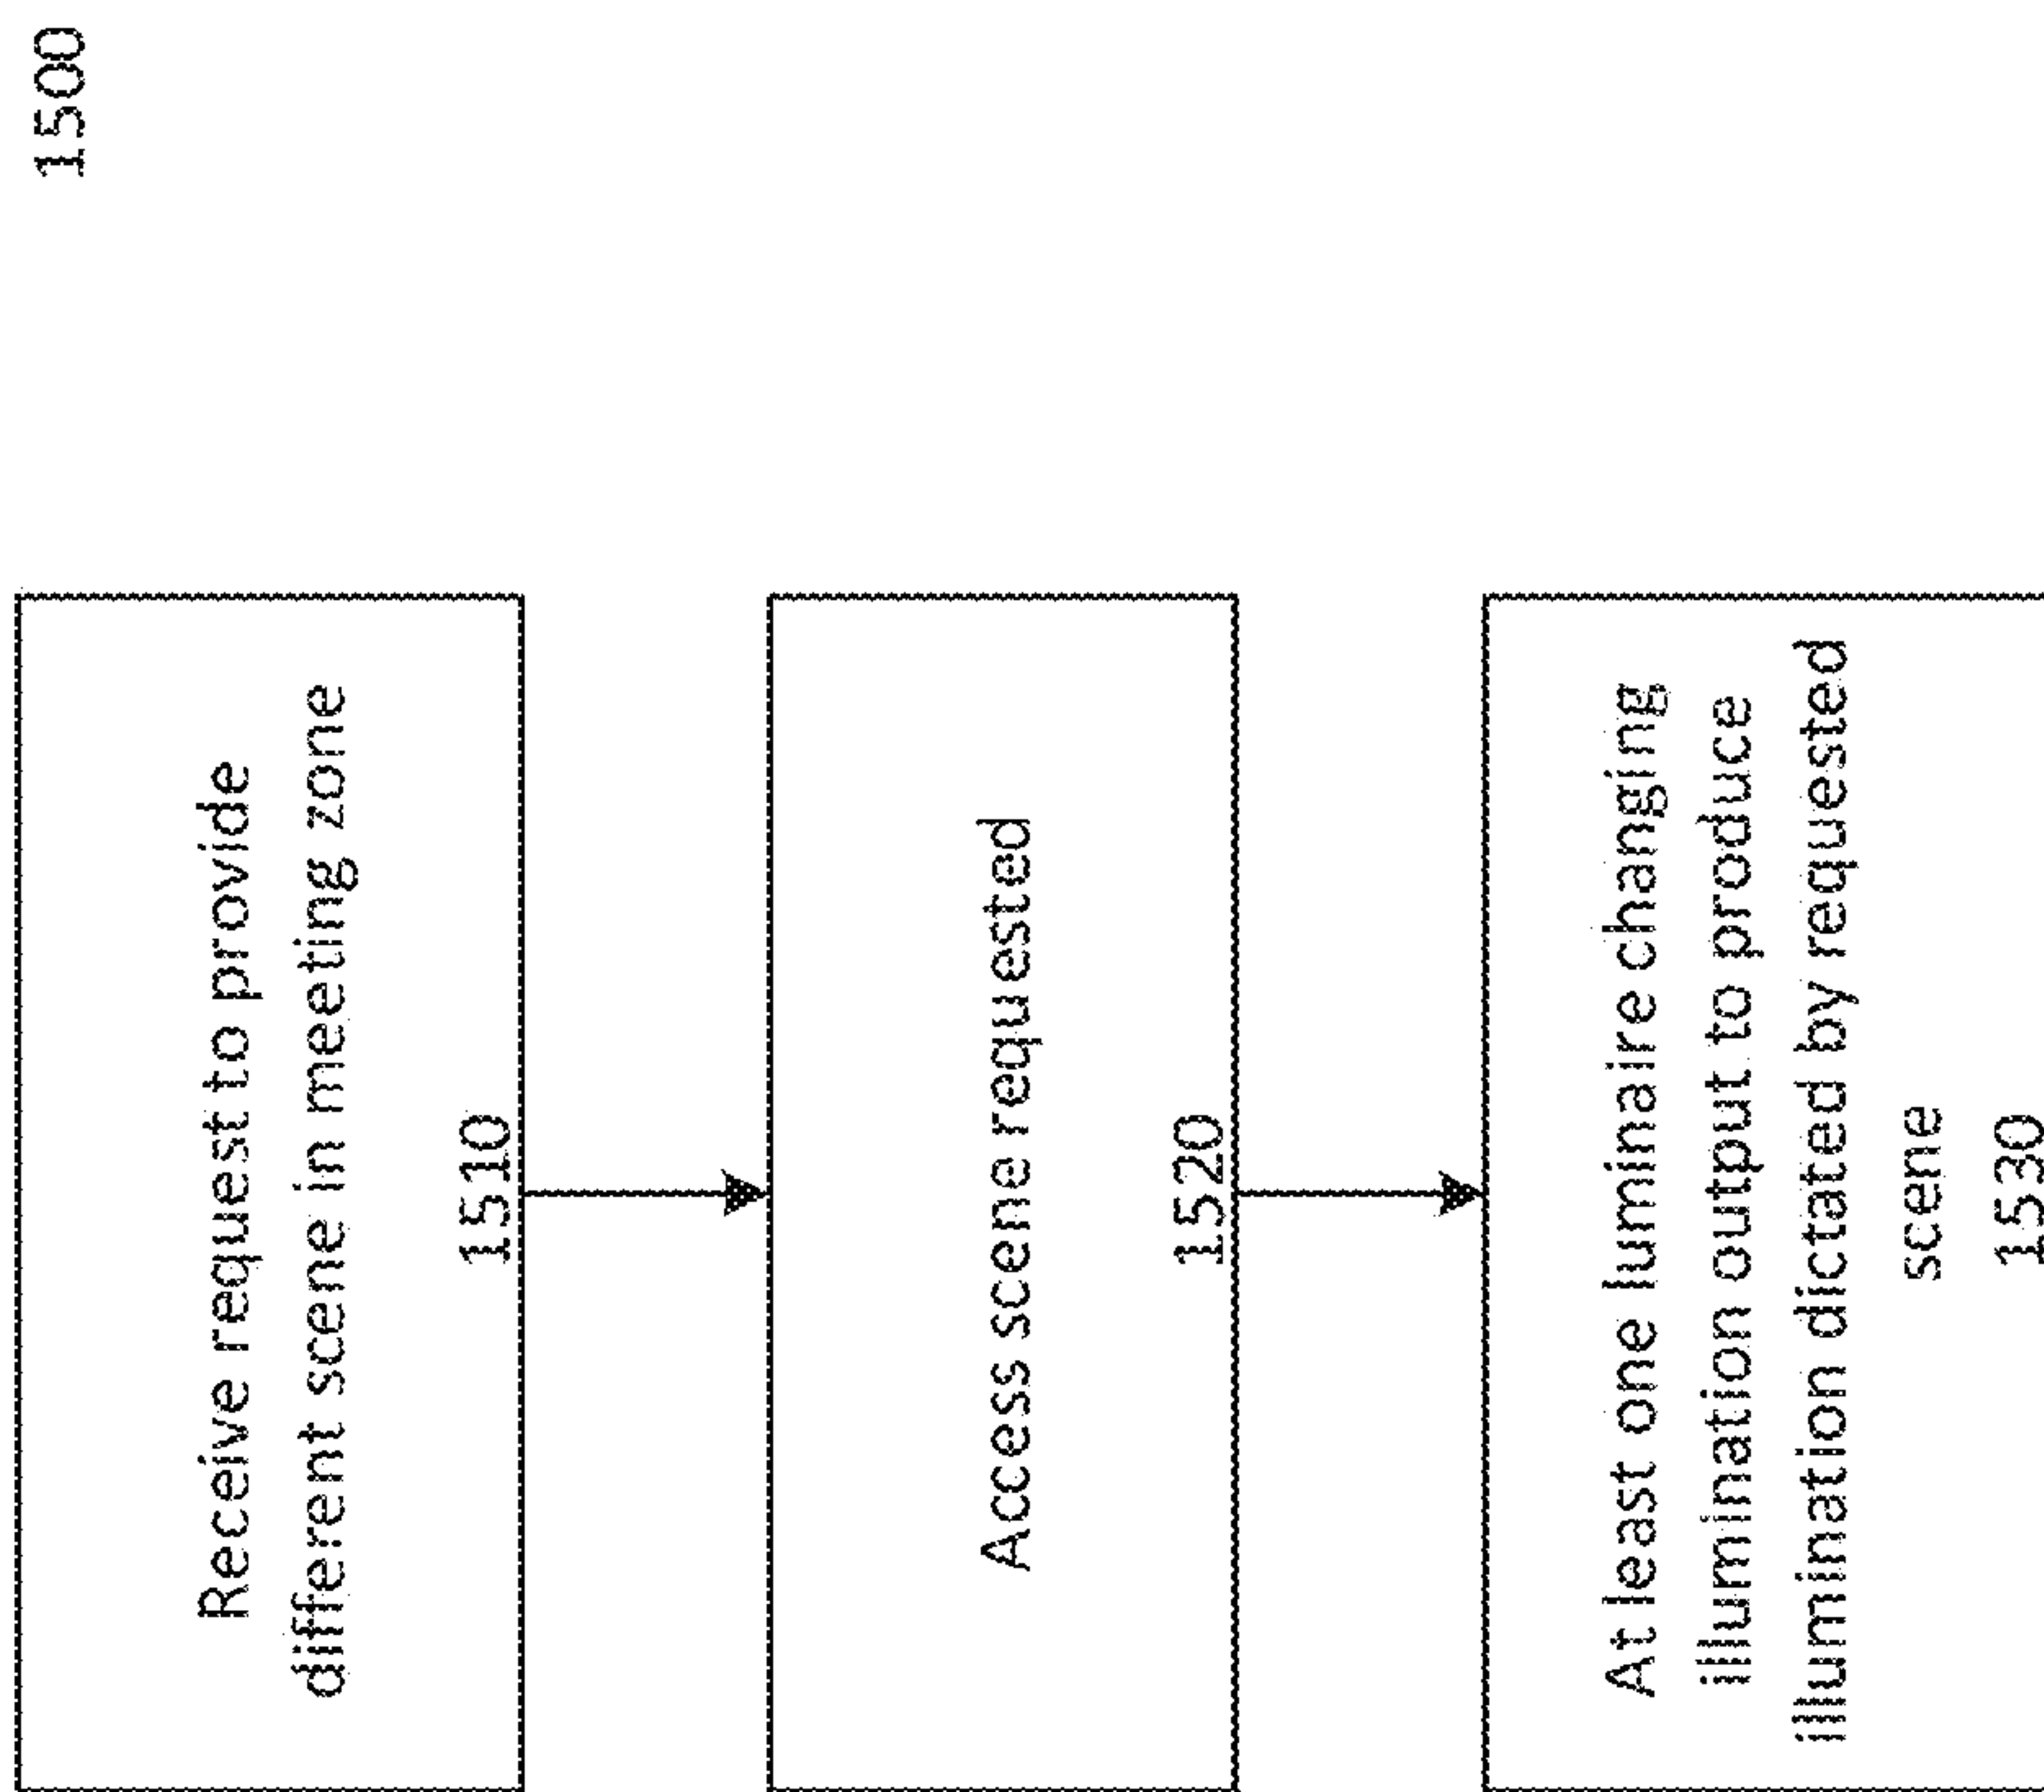 1500
Receive request to provide
different scene in meeting zone
1510
Access scene requested
1520
At least one luminaire changing
illumination output to produce
illumination dictated by requested
scene
1530